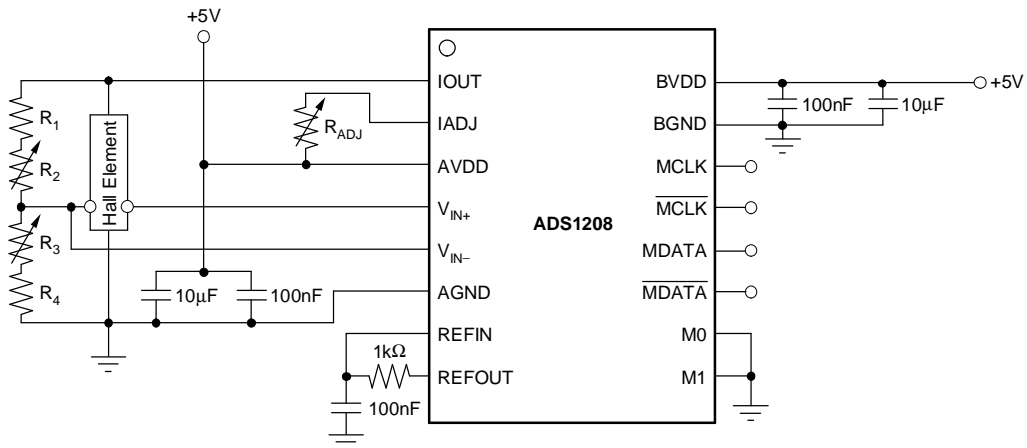 +5V
IOUT
BVDD
+5V
R1
100nF
10μF
RADJ
IADJ
BGND
R2
Hall Element
AVDD
MCLK
VIN+
ADS1208
MCLK
R3
VIN−
MDATA
R4
10μF
100nF
AGND
MDATA
REFIN
M0
1kΩ
REFOUT
M1
100nF